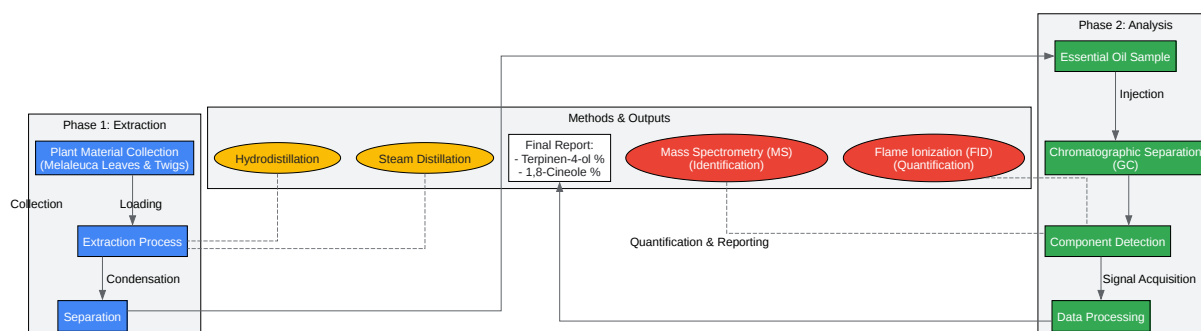 Phase 1: Extraction
Plant Material Collection
(Melaleuca Leaves & Twigs)
Collection
Loading
Extraction Process
Condensation
Separation
Methods & Outputs
Hydrodistillation
Steam Distillation
Final Report:
- Terpinen-4-ol %
- 1,8-Cineole %
Mass Spectrometry (MS)
(Identification)
Flame Ionization (FID)
(Quantification)
Quantification & Reporting
Phase 2: Analysis
Essential Oil Sample
Injection
Chromatographic Separation
(GC)
Component Detection
Signal Acquisition
Data Processing